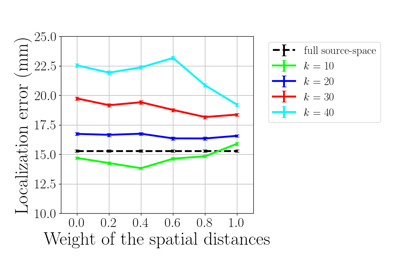 Localization error (mm)
25.0
22.5
20.0
17.5
15.0
12.5
10.0
0.0 0.2 0.4 0.6 0.8 1.0
Weight of the spatial distances
full source-space
k = 10
k = 20
k = 30
k = 40